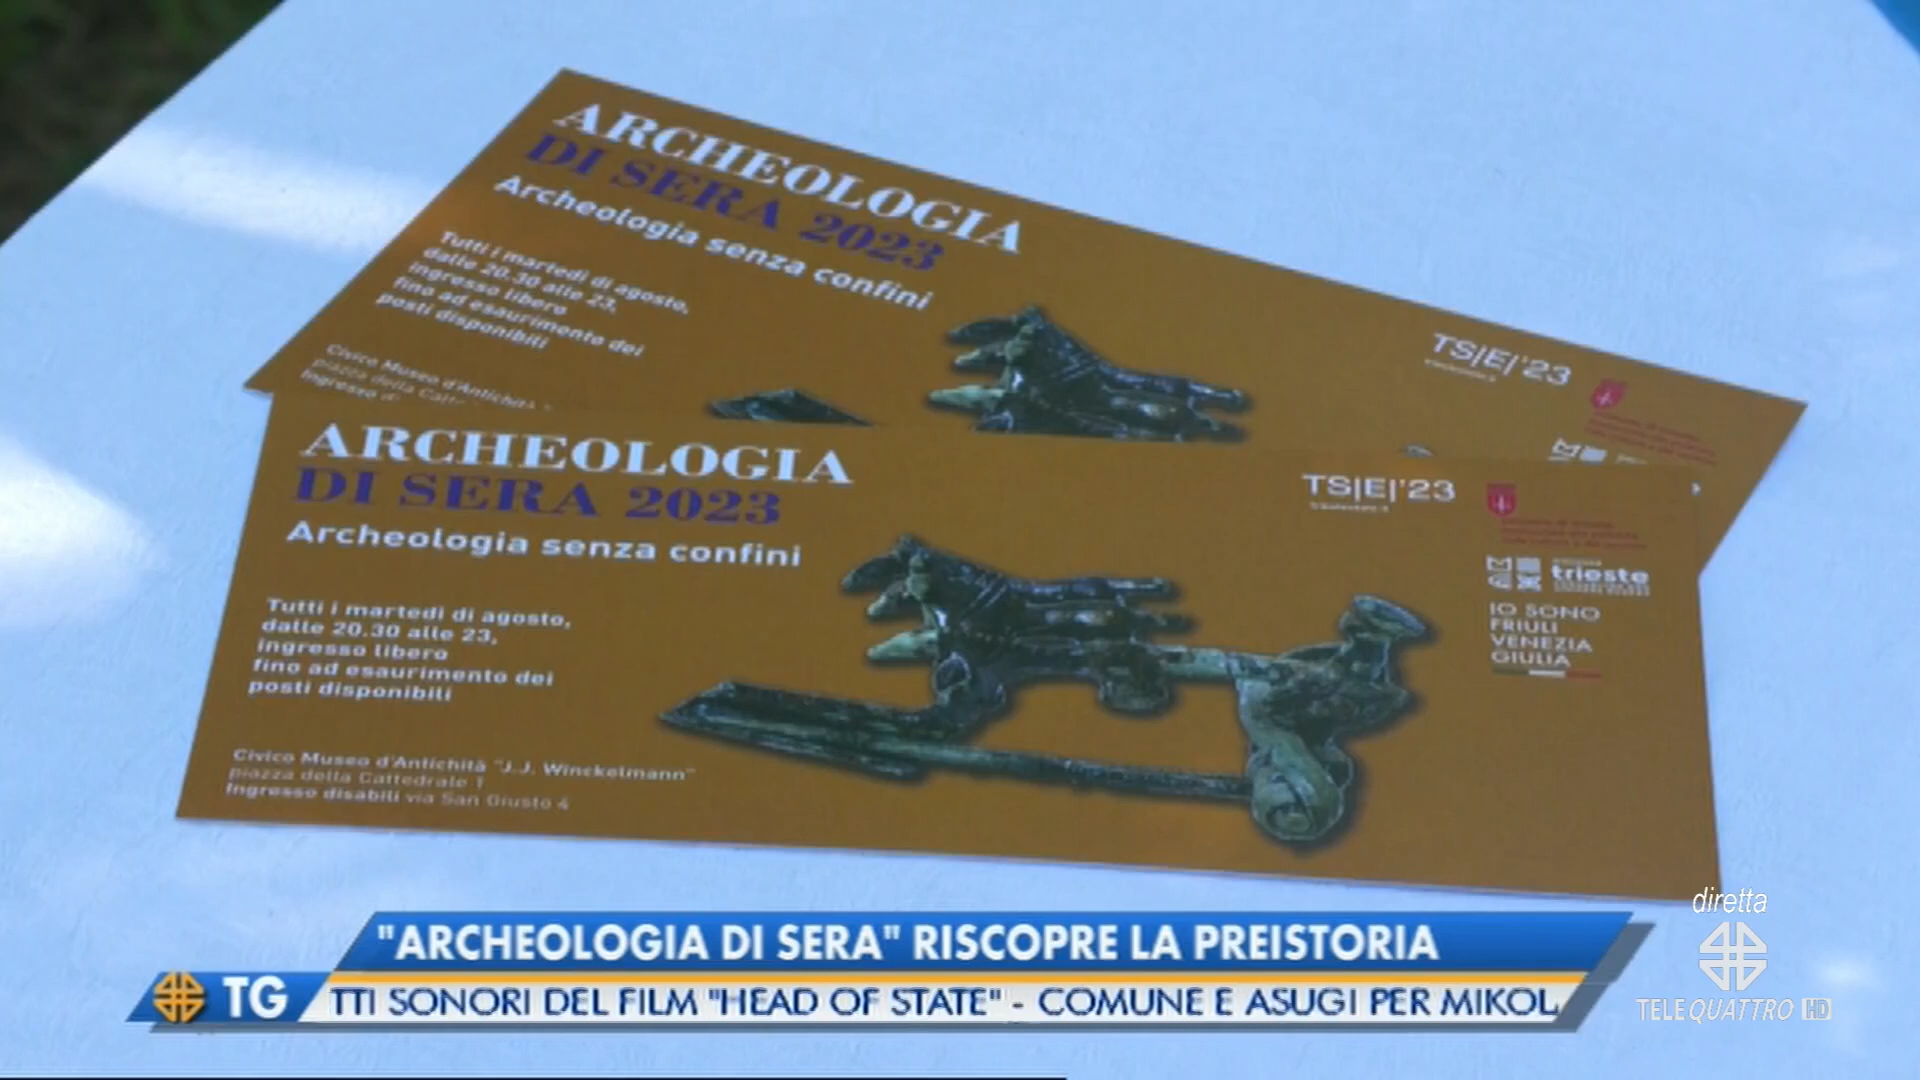 ARCHEOLOGIA
DI SERA 2023
Archeologia senza confini
Tutti i martedì di agosto,
dalle 20.30 alle 23,
ingresso libero
fino ad esaurimento dei
posti disponibili
Civico Museo d'Antichità
piazza della
Ingresso
TS|E|'23
ARCHEOLOGIA
DI SERA 2023
Archeologia senza confini
Tutti i martedì di agosto,
dalle 20.30 alle 23,
ingresso libero
fino ad esaurimento dei
posti disponibili
Civico Museo d'Antichità "J.J. Winckelmann"
piazza della Cattedrale 1
Ingresso disabili via San Giusto 4
TS|E|'23
trieste
IO SONO
FRIULI
VENEZIA
GIULIA
diretta
TELEQUATTRO HD
"ARCHEOLOGIA DI SERA" RISCOPRE LA PREISTORIA
TG
TTI SONORI DEL FILM "HEAD OF STATE" - COMUNE E ASUGI PER MIKOL